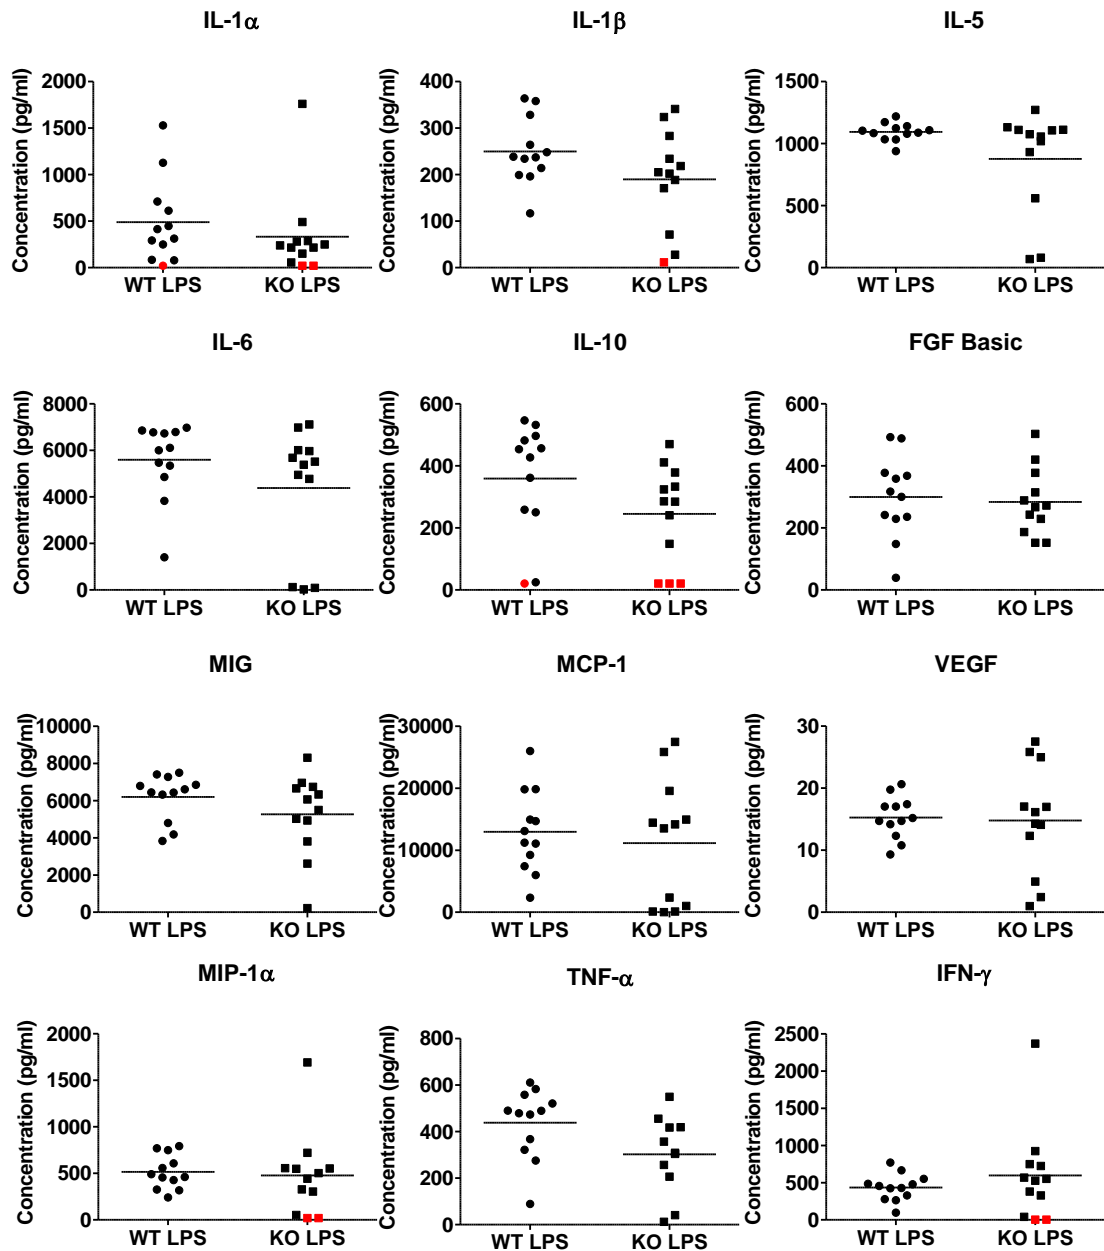 IL-1α
IL-1β
IL-5
Concentration (pg/ml)
2000
1500
1000
500
0
WT LPS
KO LPS
Concentration (pg/ml)
400
300
200
100
0
WT LPS
KO LPS
Concentration (pg/ml)
1500
1000
500
0
WT LPS
KO LPS
IL-6
IL-10
FGF Basic
Concentration (pg/ml)
8000
6000
4000
2000
0
WT LPS
KO LPS
Concentration (pg/ml)
600
400
200
0
WT LPS
KO LPS
Concentration (pg/ml)
600
400
200
0
WT LPS
KO LPS
MIG
MCP-1
VEGF
Concentration (pg/ml)
10000
8000
6000
4000
2000
0
WT LPS
KO LPS
Concentration (pg/ml)
30000
20000
10000
0
WT LPS
KO LPS
Concentration (pg/ml)
30
20
10
0
WT LPS
KO LPS
MIP-1α
TNF-α
IFN-γ
Concentration (pg/ml)
2000
1500
1000
500
0
WT LPS
KO LPS
Concentration (pg/ml)
800
600
400
200
0
WT LPS
KO LPS
Concentration (pg/ml)
2500
2000
1500
1000
500
0
WT LPS
KO LPS